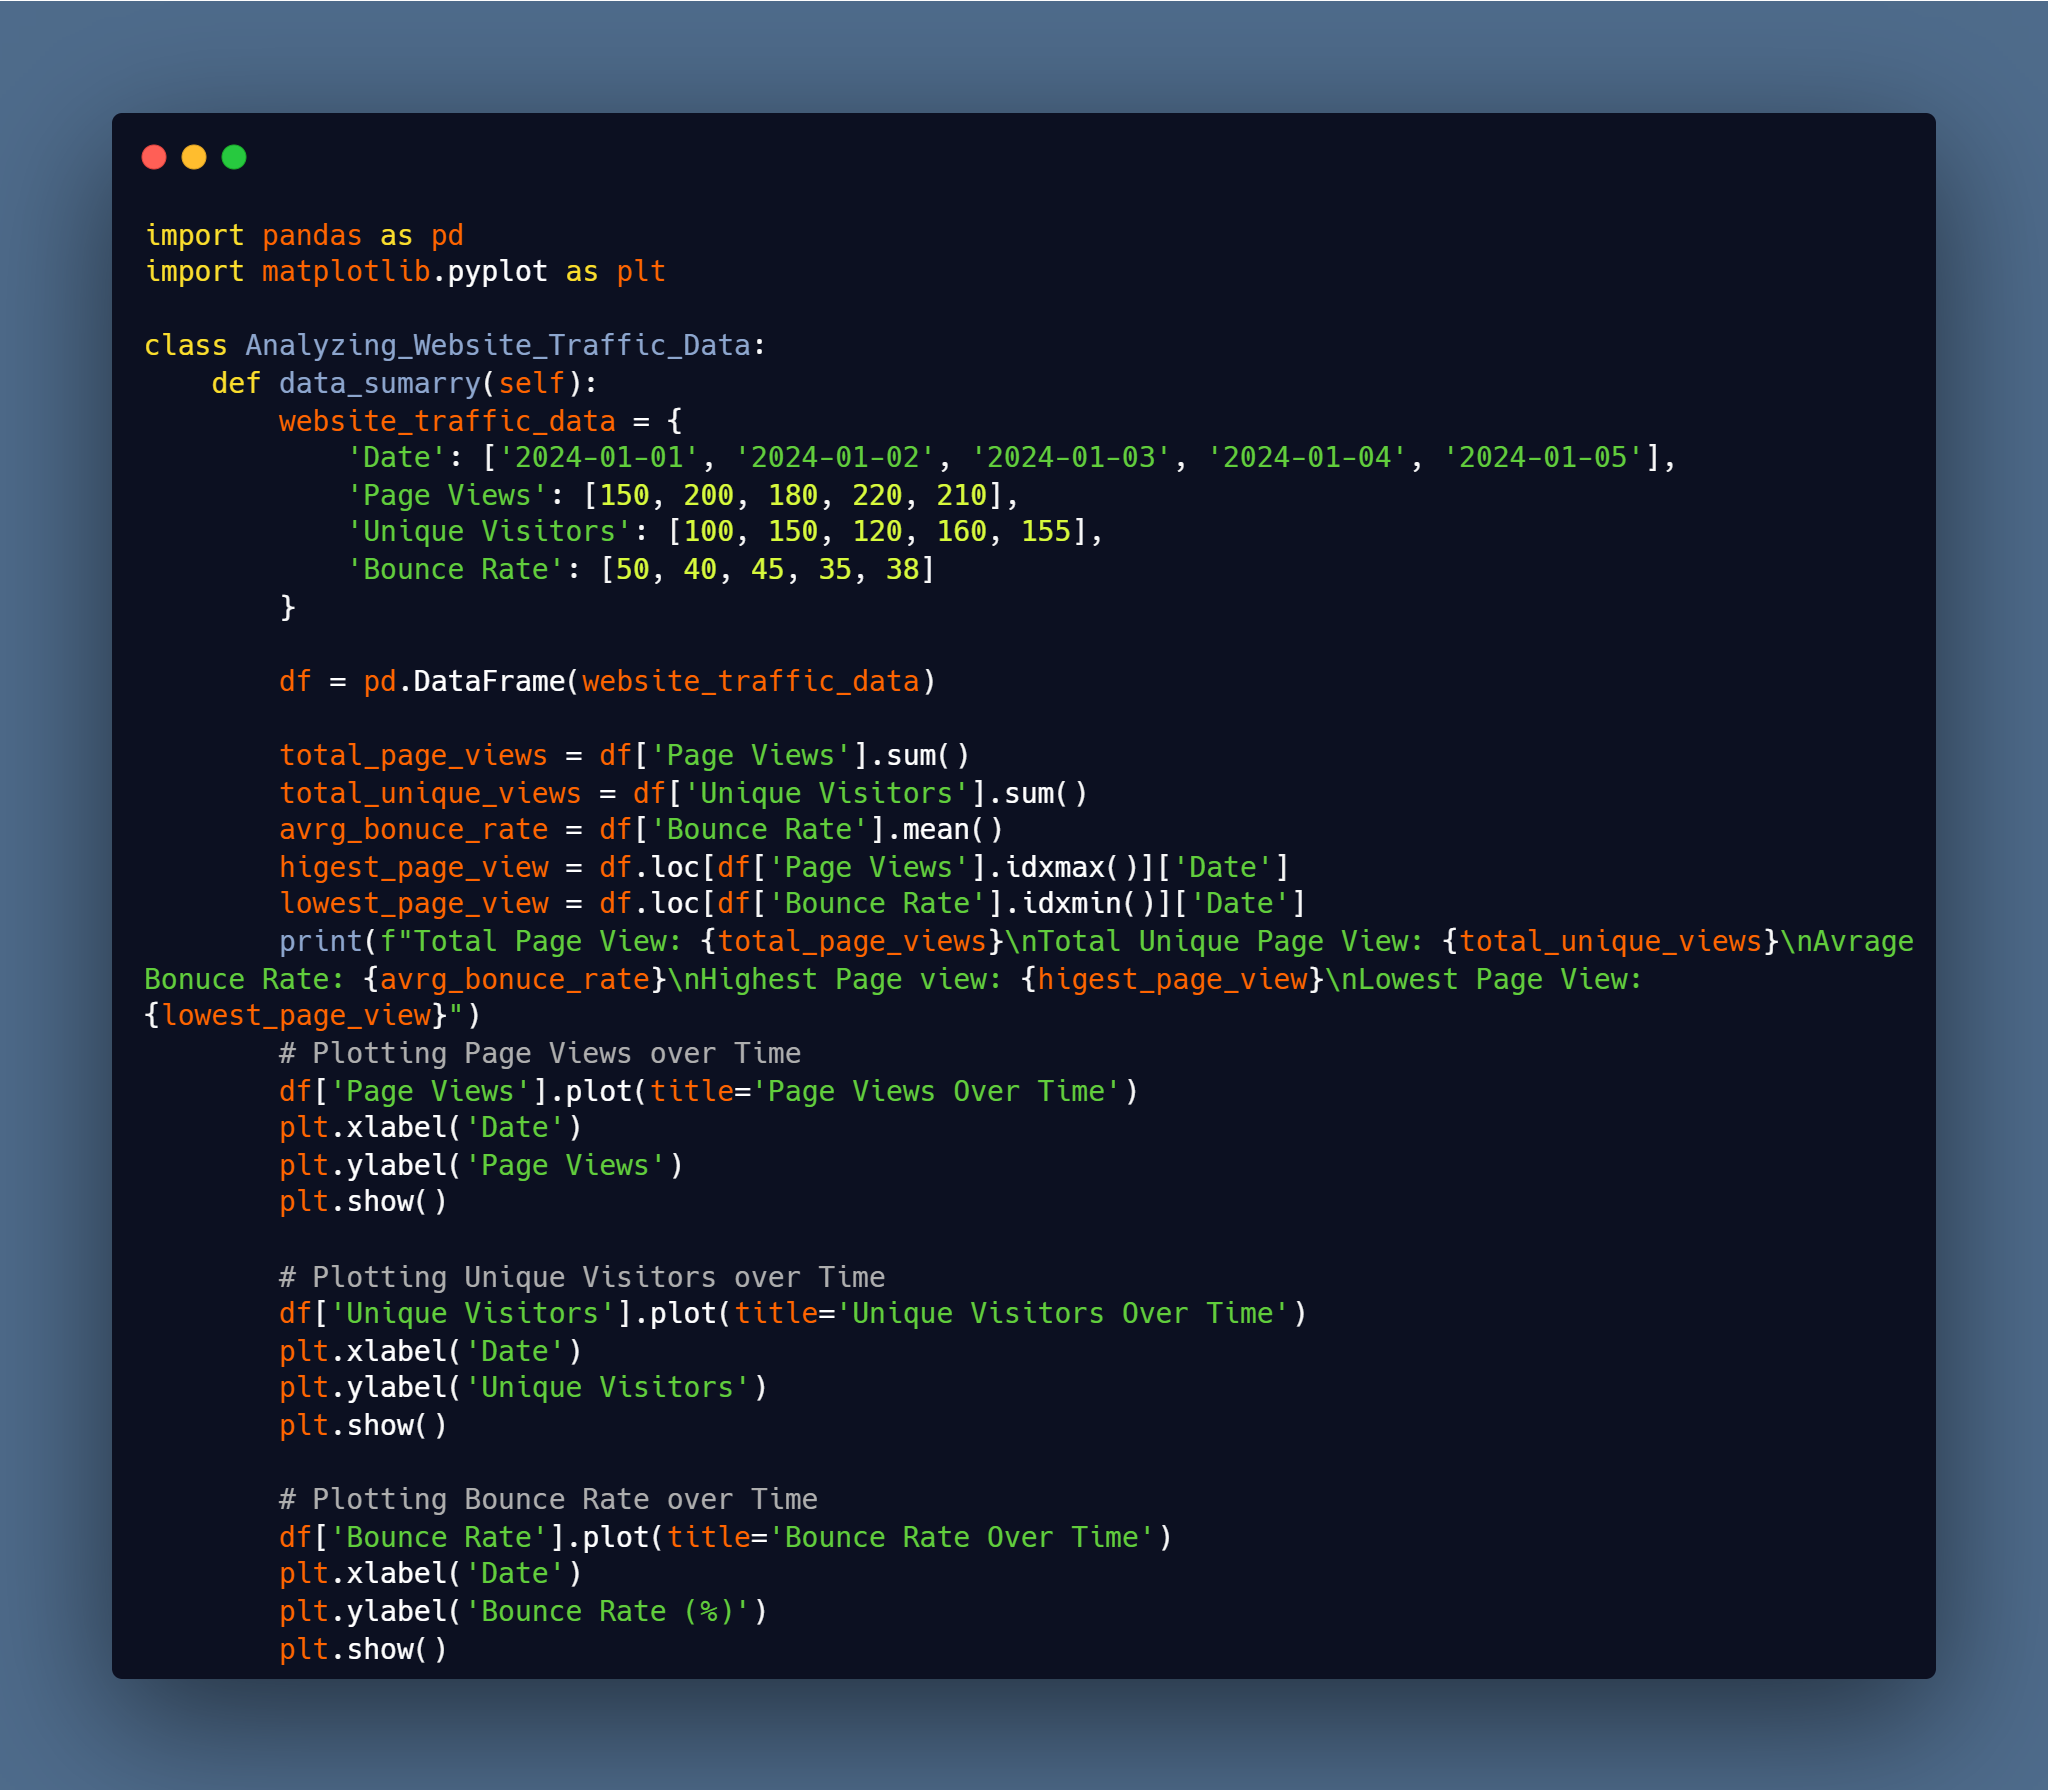 import pandas as pd
import matplotlib.pyplot as plt

class Analyzing_Website_Traffic_Data:
    def data_sumarry(self):
        website_traffic_data = {
            'Date': ['2024-01-01', '2024-01-02', '2024-01-03', '2024-01-04', '2024-01-05'],
            'Page Views': [150, 200, 180, 220, 210],
            'Unique Visitors': [100, 150, 120, 160, 155],
            'Bounce Rate': [50, 40, 45, 35, 38]
        }

        df = pd.DataFrame(website_traffic_data)

        total_page_views = df['Page Views'].sum()
        total_unique_views = df['Unique Visitors'].sum()
        avrg_bonuce_rate = df['Bounce Rate'].mean()
        higest_page_view = df.loc[df['Page Views'].idxmax()]['Date']
        lowest_page_view = df.loc[df['Bounce Rate'].idxmin()]['Date']
        print(f"Total Page View: {total_page_views}\nTotal Unique Page View: {total_unique_views}\nAvrage
Bonuce Rate: {avrg_bonuce_rate}\nHighest Page view: {higest_page_view}\nLowest Page View:
{lowest_page_view}")
        # Plotting Page Views over Time
        df['Page Views'].plot(title='Page Views Over Time')
        plt.xlabel('Date')
        plt.ylabel('Page Views')
        plt.show()

        # Plotting Unique Visitors over Time
        df['Unique Visitors'].plot(title='Unique Visitors Over Time')
        plt.xlabel('Date')
        plt.ylabel('Unique Visitors')
        plt.show()

        # Plotting Bounce Rate over Time
        df['Bounce Rate'].plot(title='Bounce Rate Over Time')
        plt.xlabel('Date')
        plt.ylabel('Bounce Rate (%)')
        plt.show()